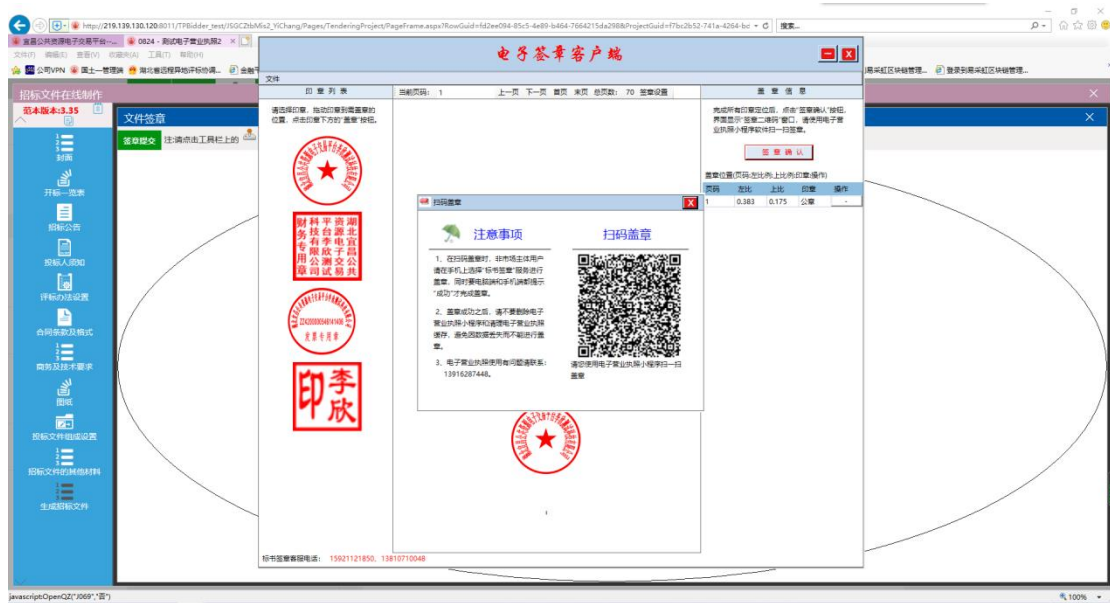 http://219.139.130.120:8011/TPBidder_test/JSGCZtbMis2_YiChang/Pages/TenderingProject/PageFrame.aspx?RowGuid=fd2ee094-85c5-4e89-b464-7664215da298&ProjectGuid=f7bc2b52-741a-4264-bc
搜索...
宜昌公共资源电子交易平台-...
0824 - 测试电子营业执照2
文件(F) 编辑(E) 查看(V) 收藏夹(A) 工具(T) 帮助(H)
公司VPN
国土—管理端
湖北省远程异地评标协调...
金融平
易采虹区块链管理...
登录到易采虹区块链管理...
招标文件在线制作
范本版本:3.35
封面
开标一览表
招标公告
投标人须知
评标办法设置
合同条款及格式
商务及技术要求
图纸
投标文件组成设置
招标文件的其他材料
生成招标文件
文件签章
签章提交 注:请点击工具栏上的
电子签章客户端
文件
印 章 列 表
请选择印章，拖动印章到需盖章的
位置，点击印章下方的"盖章"按钮。
湖北宜昌公共
资源电子交易
平台李欣测试
科技有限公司
财务专用章
发票专用章
李欣
印
标书签章客服电话： 15921121850，13810710048
当前页码： 1 上一页 下一页 首页 末页 总页数： 70 签章设置
扫码盖章
注意事项
1、在扫码盖章时，非市场主体用户
请在手机上选择"标书签章"服务进行
盖章，同时要电脑端和手机端都提示
"成功"才完成盖章。
2、盖章成功之后，请不要删除电子
营业执照小程序和清理电子营业执照
缓存，避免因数据丢失而不能进行盖
章。
3、电子营业执照使用有问题请联系：
13916287448。
扫码盖章
请您使用电子营业执照小程序扫一扫
盖章
1
盖 章 信 息
完成所有印章定位后，点击"签章确认"按钮，
界面显示"签章二维码"窗口，请使用电子营
业执照小程序软件扫一扫签章。
签 章 确 认
盖章位置(页码:左比例:上比例:印章:操作)
页码 左比 上比 印章 操作
1 0.383 0.175 公章 -
javascript:OpenQZ("J069","否")
100%